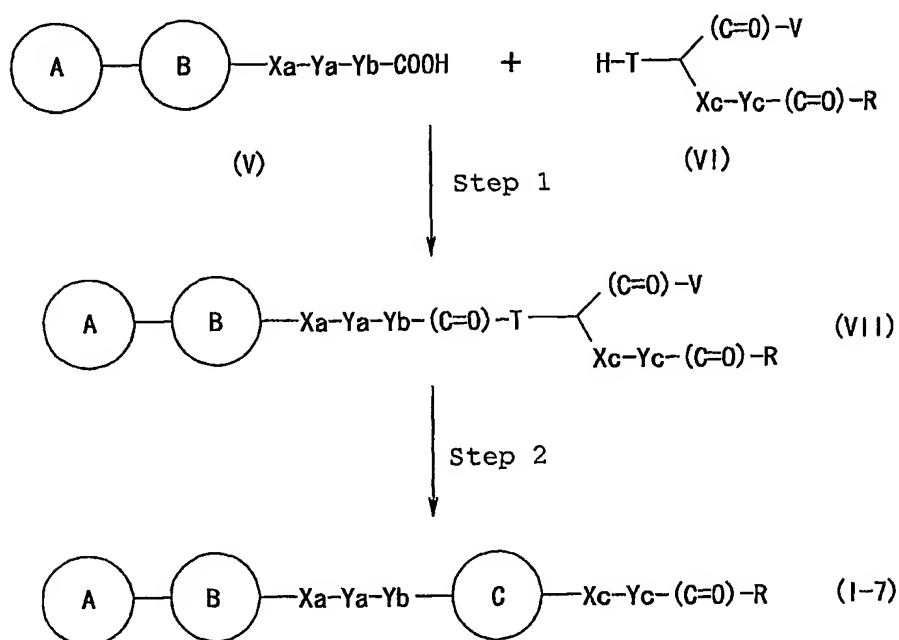 (C=O)-V
A B -Xa-Ya-Yb-COOH + H-T
Xc-Yc-(C=O)-R
(V) (VI)
Step 1
(C=O)-V
A B -Xa-Ya-Yb-(C=O)-T (VII)
Xc-Yc-(C=O)-R
Step 2
A B -Xa-Ya-Yb- C -Xc-Yc-(C=O)-R (I-7)